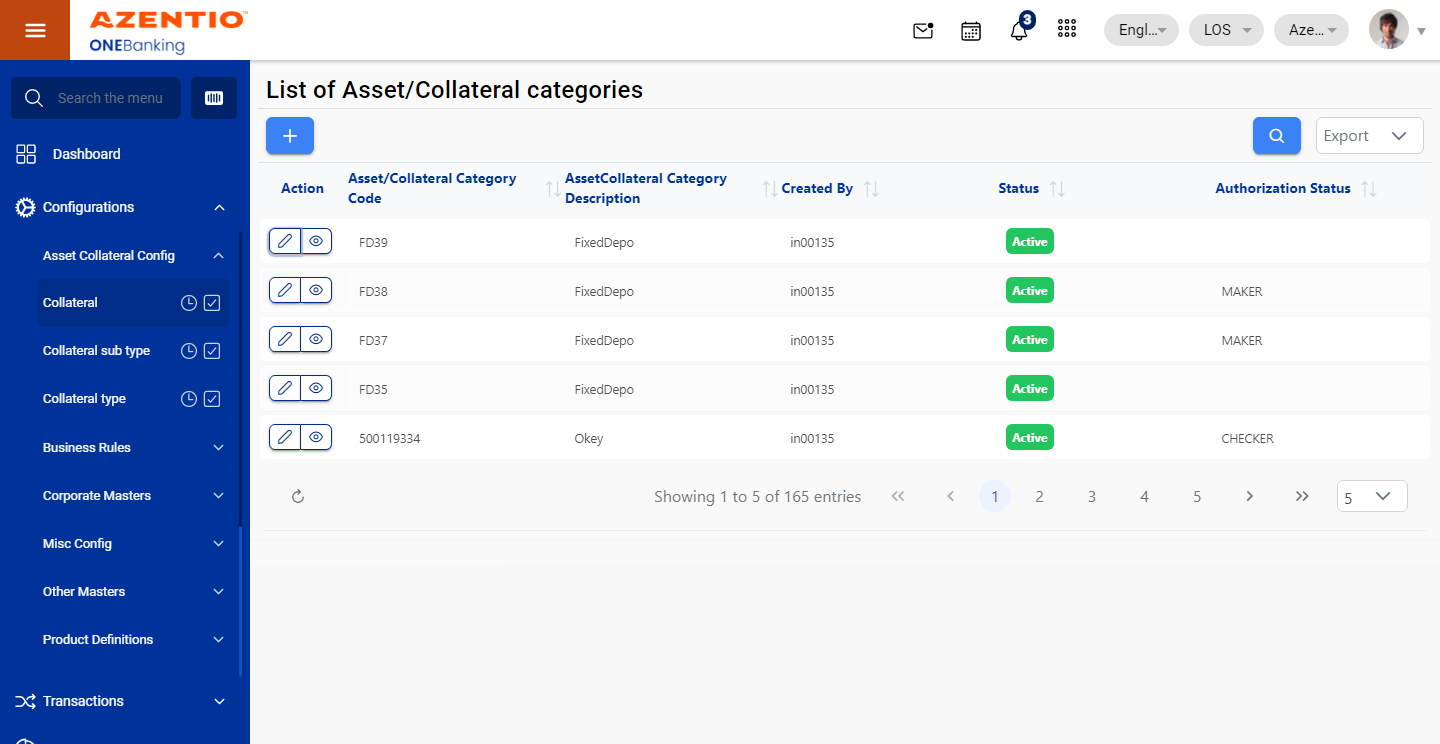 AZENTIO™
ONEBanking
3
Engl...
LOS
Aze...
Search the menu
Dashboard
Configurations
Asset Collateral Config
Collateral
Collateral sub type
Collateral type
Business Rules
Corporate Masters
Misc Config
Other Masters
Product Definitions
Transactions
List of Asset/Collateral categories
Export
Action Asset/Collateral Category Code AssetCollateral Category Description Created By Status Authorization Status
FD39 FixedDepo in00135 Active
FD38 FixedDepo in00135 Active MAKER
FD37 FixedDepo in00135 Active MAKER
FD35 FixedDepo in00135 Active
500119334 Okey in00135 Active CHECKER
Showing 1 to 5 of 165 entries 1 2 3 4 5 5